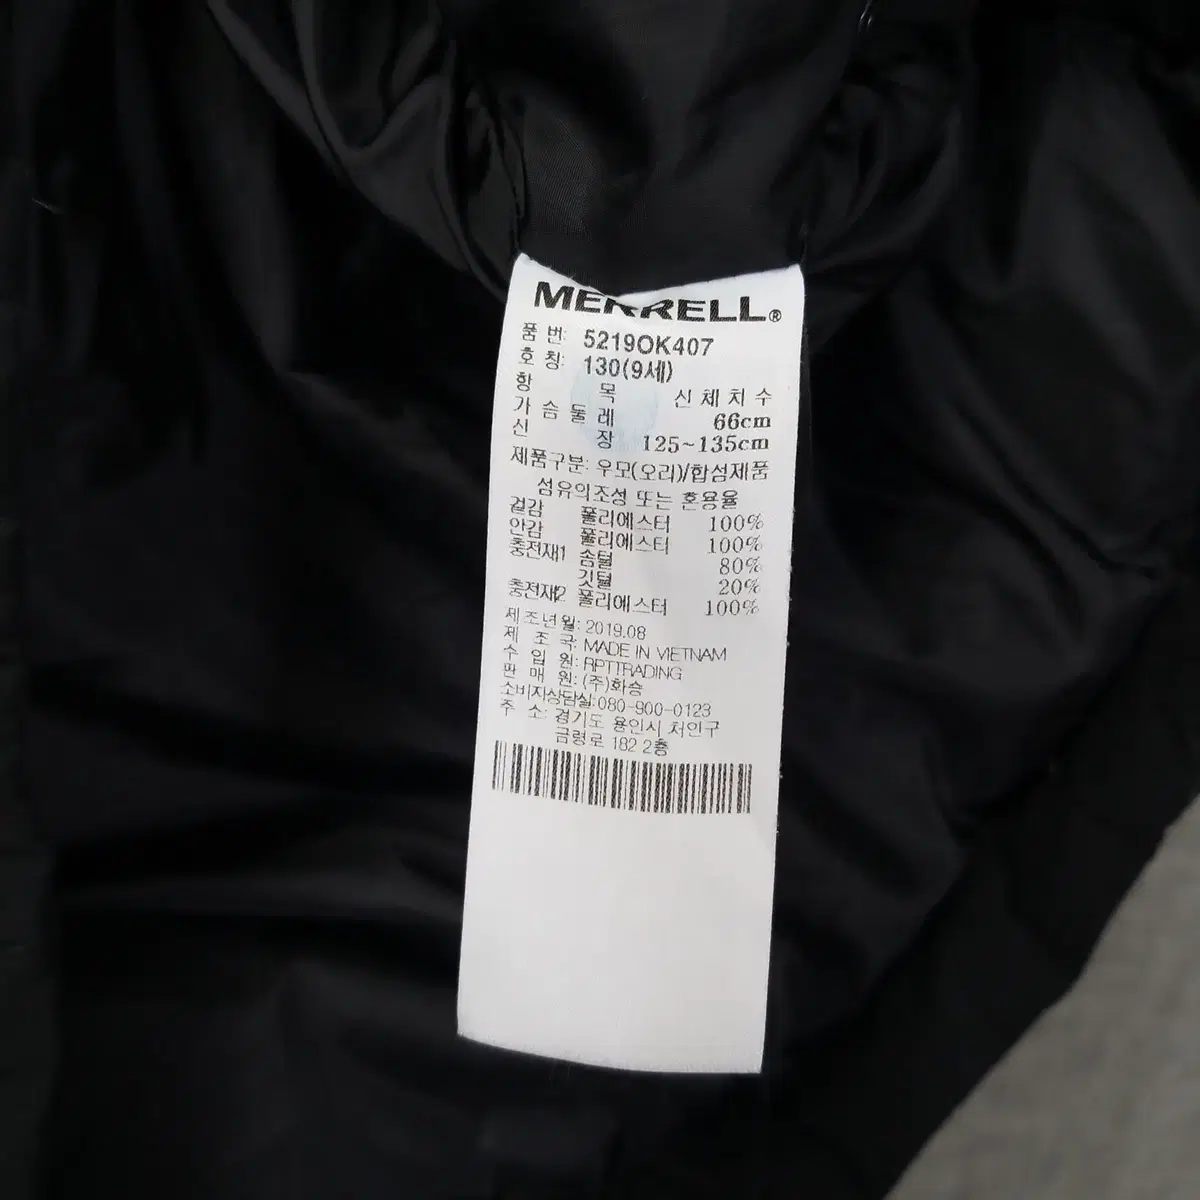 MERRELL®
품 번: 5219OK407
호 칭: 130(9세)
항 목 신 체 치 수
가 슴 둘 레 66cm
신 장 125~135cm
제품구분: 우모(오리)/합성제품
섬유의조성 또는 혼용율
겉감 폴리에스터 100%
안감 폴리에스터 100%
충전재1 솜털 80%
깃털 20%
충전재2 폴리에스터 100%
제조년월: 2019.08
제 조 국: MADE IN VIETNAM
수 입 원: RPTTRADING
판 매 원: (주)화승
소비자상담실:080-900-0123
주 소: 경기도 용인시 처인구
금령로 182 2층